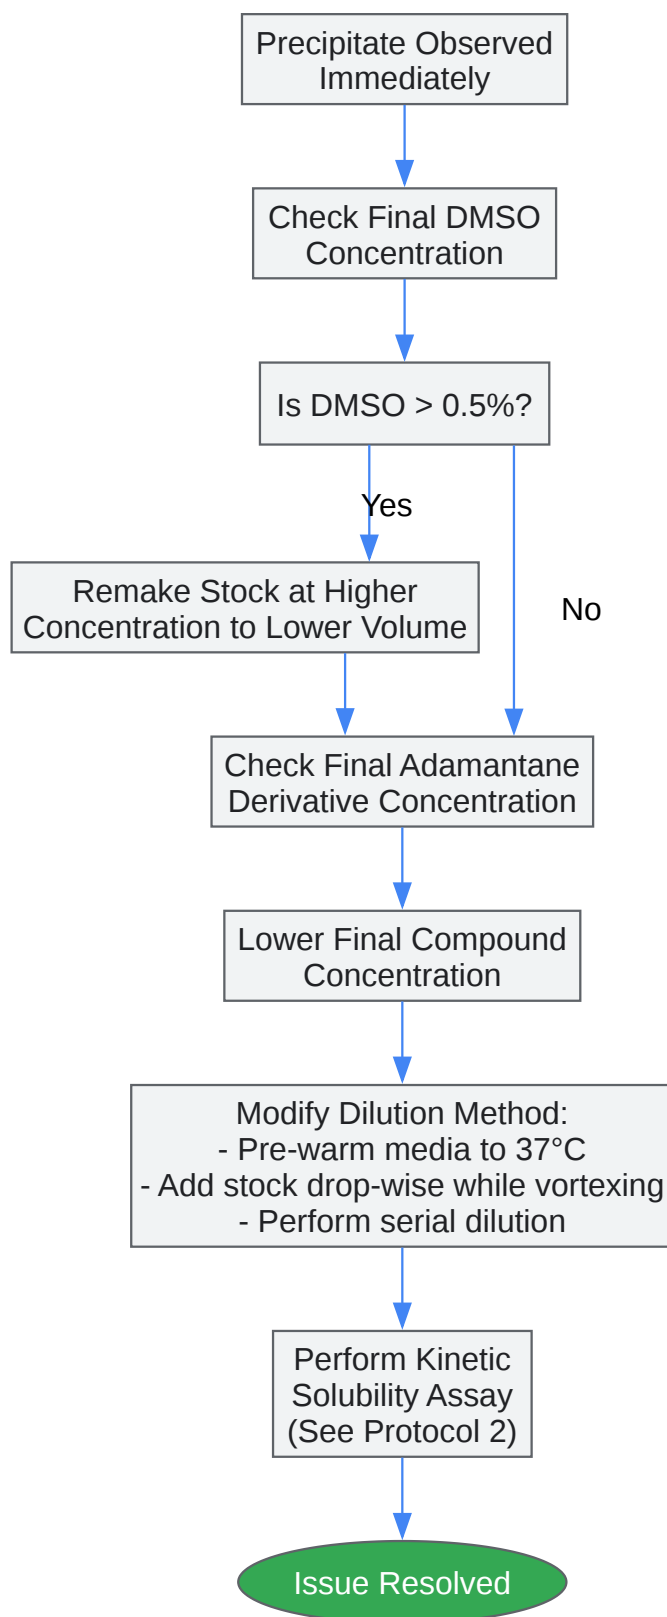 Precipitate Observed
Immediately
Check Final DMSO
Concentration
Is DMSO > 0.5%?
Yes
Remake Stock at Higher
Concentration to Lower Volume
No
Check Final Adamantane
Derivative Concentration
Lower Final Compound
Concentration
Modify Dilution Method:
- Pre-warm media to 37°C
- Add stock drop-wise while vortexing
- Perform serial dilution
Perform Kinetic
Solubility Assay
(See Protocol 2)
Issue Resolved